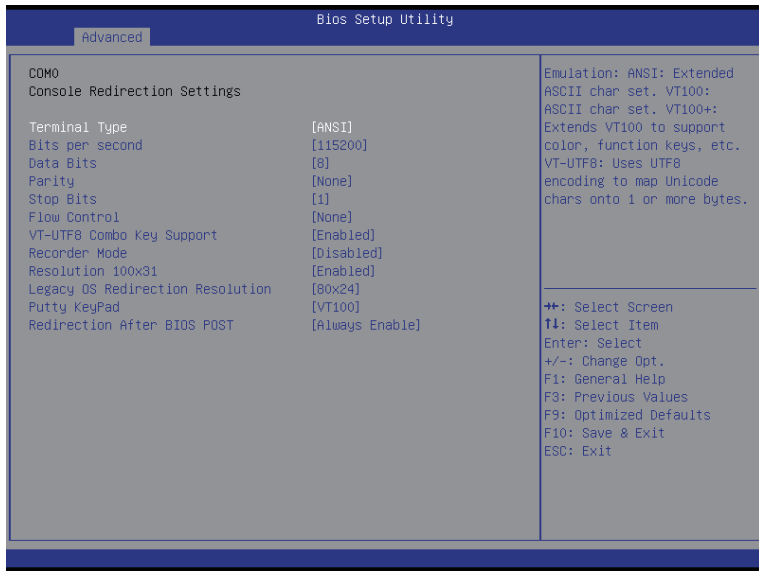 Bios Setup Utility
Advanced
COM0
Console Redirection Settings
Terminal Type [ANSI]
Bits per second [115200]
Data Bits [8]
Parity [None]
Stop Bits [1]
Flow Control [None]
VT-UTF8 Combo Key Support [Enabled]
Recorder Mode [Disabled]
Resolution 100x31 [Enabled]
Legacy OS Redirection Resolution [80x24]
Putty KeyPad [VT100]
Redirection After BIOS POST [Always Enable]
Emulation: ANSI: Extended
ASCII char set. VT100:
ASCII char set. VT100+:
Extends VT100 to support
color, function keys, etc.
VT-UTF8: Uses UTF8
encoding to map Unicode
chars onto 1 or more bytes.
→←: Select Screen
↑↓: Select Item
Enter: Select
+/-: Change Opt.
F1: General Help
F3: Previous Values
F9: Optimized Defaults
F10: Save & Exit
ESC: Exit